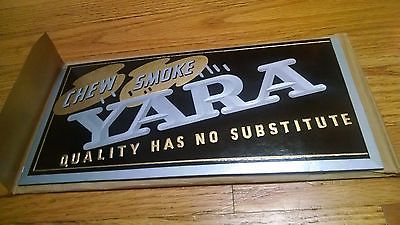 CHEW SMOKE
YARA
QUALITY HAS NO SUBSTITUTE